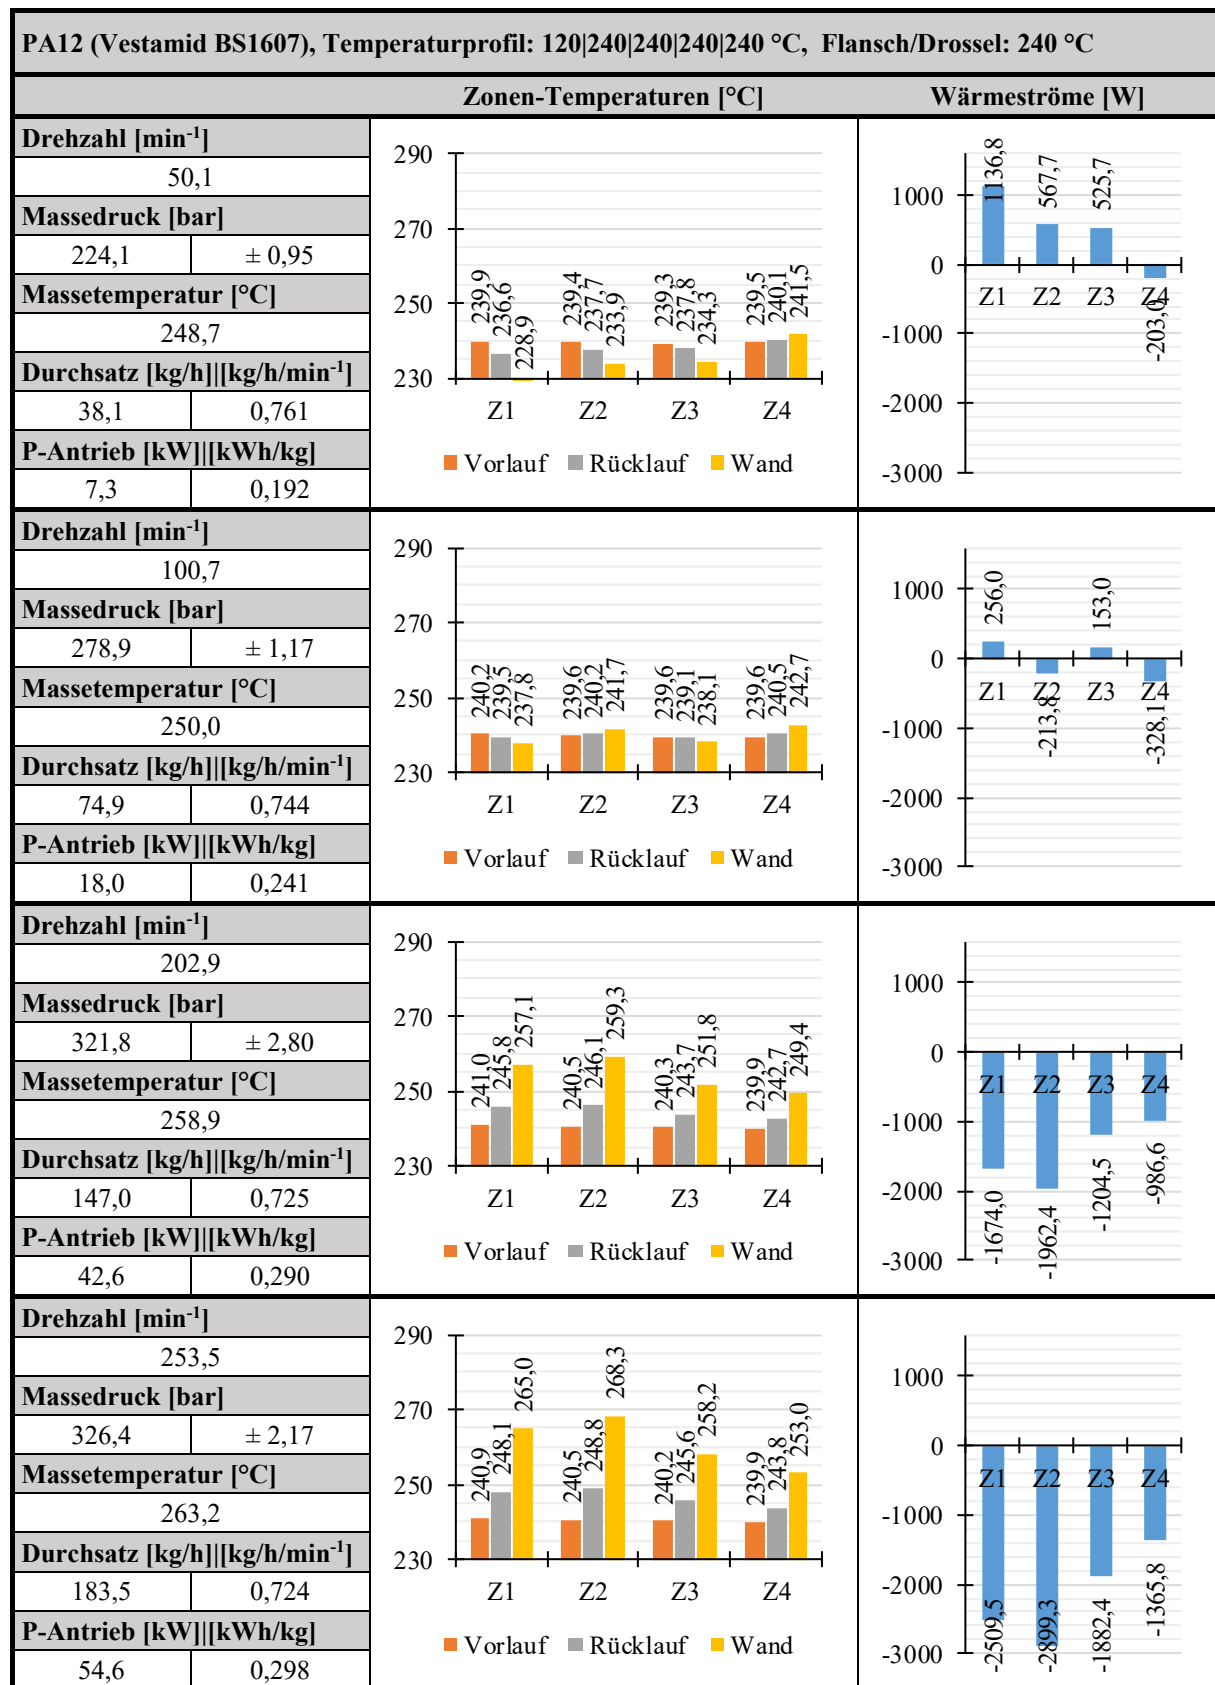 PA12 (Vestamid BS1607), Temperaturprofil: 120|240|240|240|240 °C, Flansch/Drossel: 240 °C
Zonen-Temperaturen [°C] Wärmeströme [W]
Drehzahl [min-1]
50,1
Massedruck [bar]
224,1 ± 0,95
Massetemperatur [°C]
248,7
Durchsatz [kg/h]|[kg/h/min-1]
38,1 0,761
P-Antrieb [kW]|[kWh/kg]
7,3 0,192
290
270
250
230
239,9 236,6 228,9 239,4 237,7 233,9 239,3 237,8 234,3 239,5 240,1 241,5
Z1 Z2 Z3 Z4
Vorlauf Rücklauf Wand
1000
0
-1000
-2000
-3000
1136,8 567,7 525,7 -203,0
Z1 Z2 Z3 Z4
Drehzahl [min-1]
100,7
Massedruck [bar]
278,9 ± 1,17
Massetemperatur [°C]
250,0
Durchsatz [kg/h]|[kg/h/min-1]
74,9 0,744
P-Antrieb [kW]|[kWh/kg]
18,0 0,241
290
270
250
230
240,2 239,5 237,8 239,6 240,2 241,7 239,6 239,1 238,1 239,6 240,5 242,7
Z1 Z2 Z3 Z4
Vorlauf Rücklauf Wand
1000
0
-1000
-2000
-3000
256,0 -213,8 153,0 -328,1
Z1 Z2 Z3 Z4
Drehzahl [min-1]
202,9
Massedruck [bar]
321,8 ± 2,80
Massetemperatur [°C]
258,9
Durchsatz [kg/h]|[kg/h/min-1]
147,0 0,725
P-Antrieb [kW]|[kWh/kg]
42,6 0,290
290
270
250
230
241,0 245,8 257,1 240,5 246,1 259,3 240,3 243,7 251,8 239,9 242,7 249,4
Z1 Z2 Z3 Z4
Vorlauf Rücklauf Wand
1000
0
-1000
-2000
-3000
Z1 Z2 Z3 Z4
-1674,0 -1962,4 -1204,5 -986,6
Drehzahl [min-1]
253,5
Massedruck [bar]
326,4 ± 2,17
Massetemperatur [°C]
263,2
Durchsatz [kg/h]|[kg/h/min-1]
183,5 0,724
P-Antrieb [kW]|[kWh/kg]
54,6 0,298
290
270
250
230
240,9 248,1 265,0 240,5 248,8 268,3 240,2 245,6 258,2 239,9 243,8 253,0
Z1 Z2 Z3 Z4
Vorlauf Rücklauf Wand
1000
0
-1000
-2000
-3000
Z1 Z2 Z3 Z4
-2509,5 -2899,3 -1882,4 -1365,8